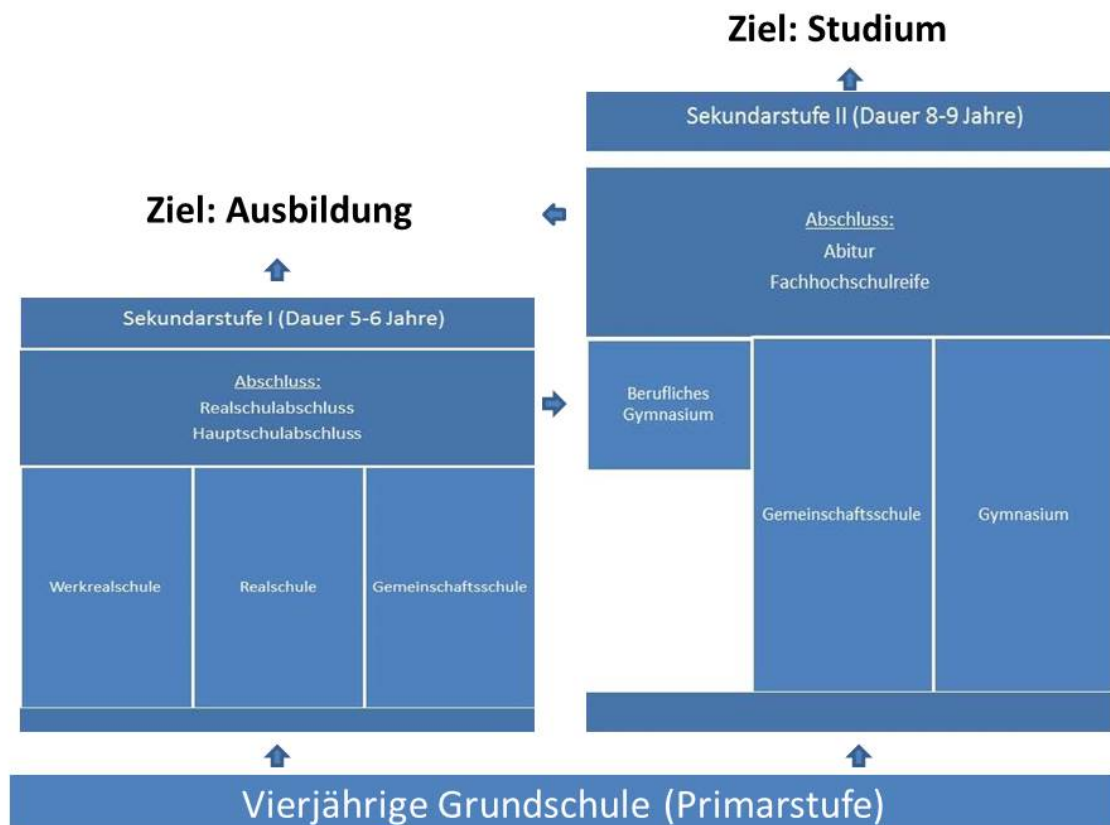 Ziel: Studium
Sekundarstufe II (Dauer 8-9 Jahre)
Abschluss:
Abitur
Fachhochschulreife
Berufliches
Gymnasium
Gemeinschaftsschule
Gymnasium
Ziel: Ausbildung
Sekundarstufe I (Dauer 5-6 Jahre)
Abschluss:
Realschulabschluss
Hauptschulabschluss
Werkrealschule
Realschule
Gemeinschaftsschule
Vierjährige Grundschule (Primarstufe)